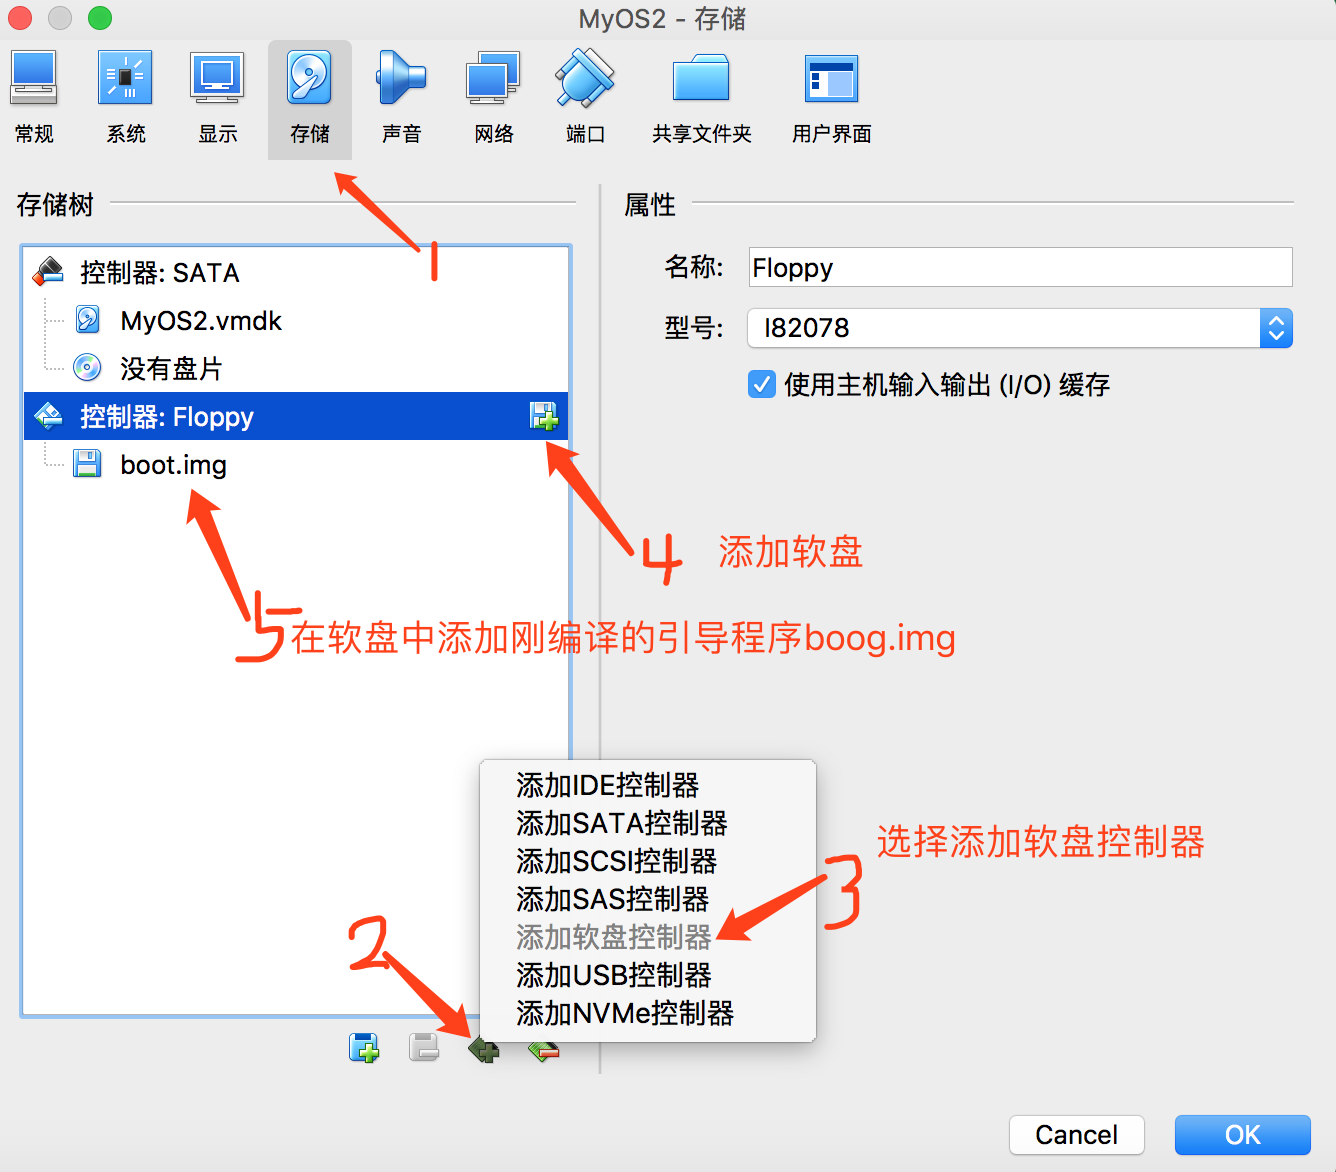 MyOS2 - 存储
常规 系统 显示 存储 声音 网络 端口 共享文件夹 用户界面
存储树
属性
1
控制器: SATA
MyOS2.vmdk
没有盘片
控制器: Floppy
boot.img
名称: Floppy
型号: I82078
使用主机输入输出 (I/O) 缓存
4 添加软盘
5 在软盘中添加刚编译的引导程序boog.img
添加IDE控制器
添加SATA控制器
添加SCSI控制器
添加SAS控制器
添加软盘控制器
添加USB控制器
添加NVMe控制器
3 选择添加软盘控制器
2
Cancel OK